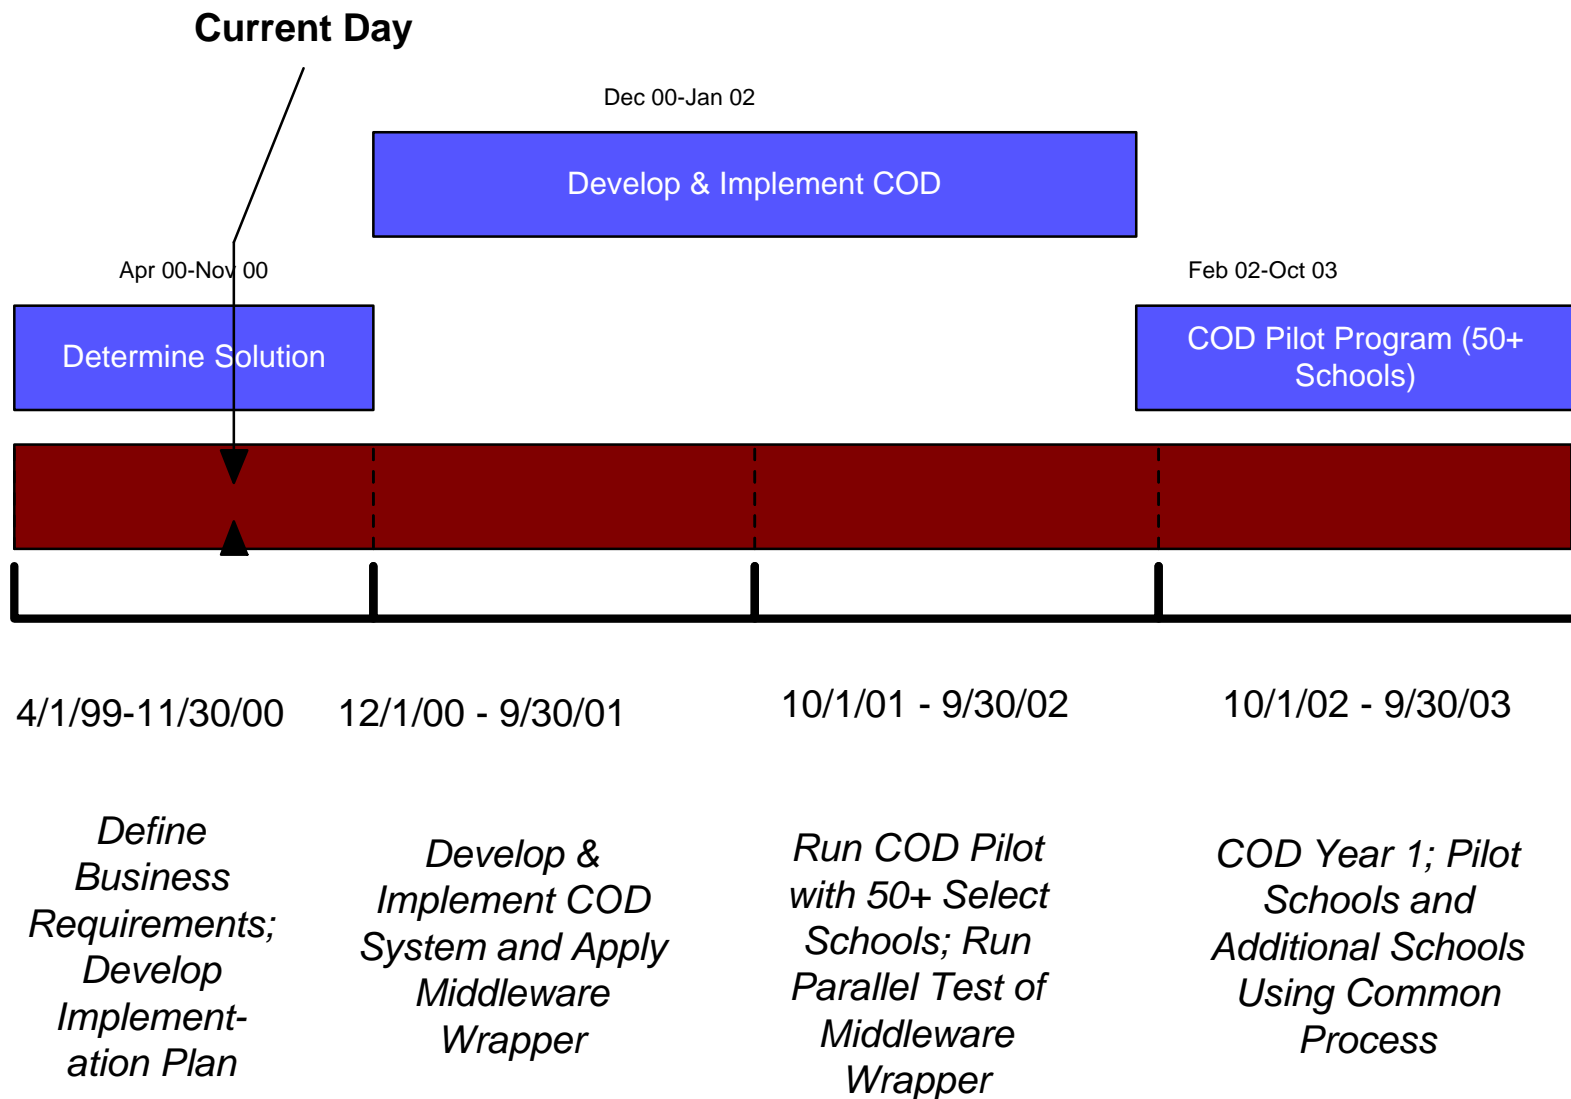 Current Day
Dec 00-Jan 02
Develop & Implement COD
Apr 00-Nov 00
Feb 02-Oct 03
Determine Solution
COD Pilot Program (50+
Schools)
4/1/99-11/30/00
12/1/00 - 9/30/01
10/1/01 - 9/30/02
10/1/02 - 9/30/03
Define
Business
Requirements;
Develop
Implement-
ation Plan
Develop &
Implement COD
System and Apply
Middleware
Wrapper
Run COD Pilot
with 50+ Select
Schools; Run
Parallel Test of
Middleware
Wrapper
COD Year 1; Pilot
Schools and
Additional Schools
Using Common
Process